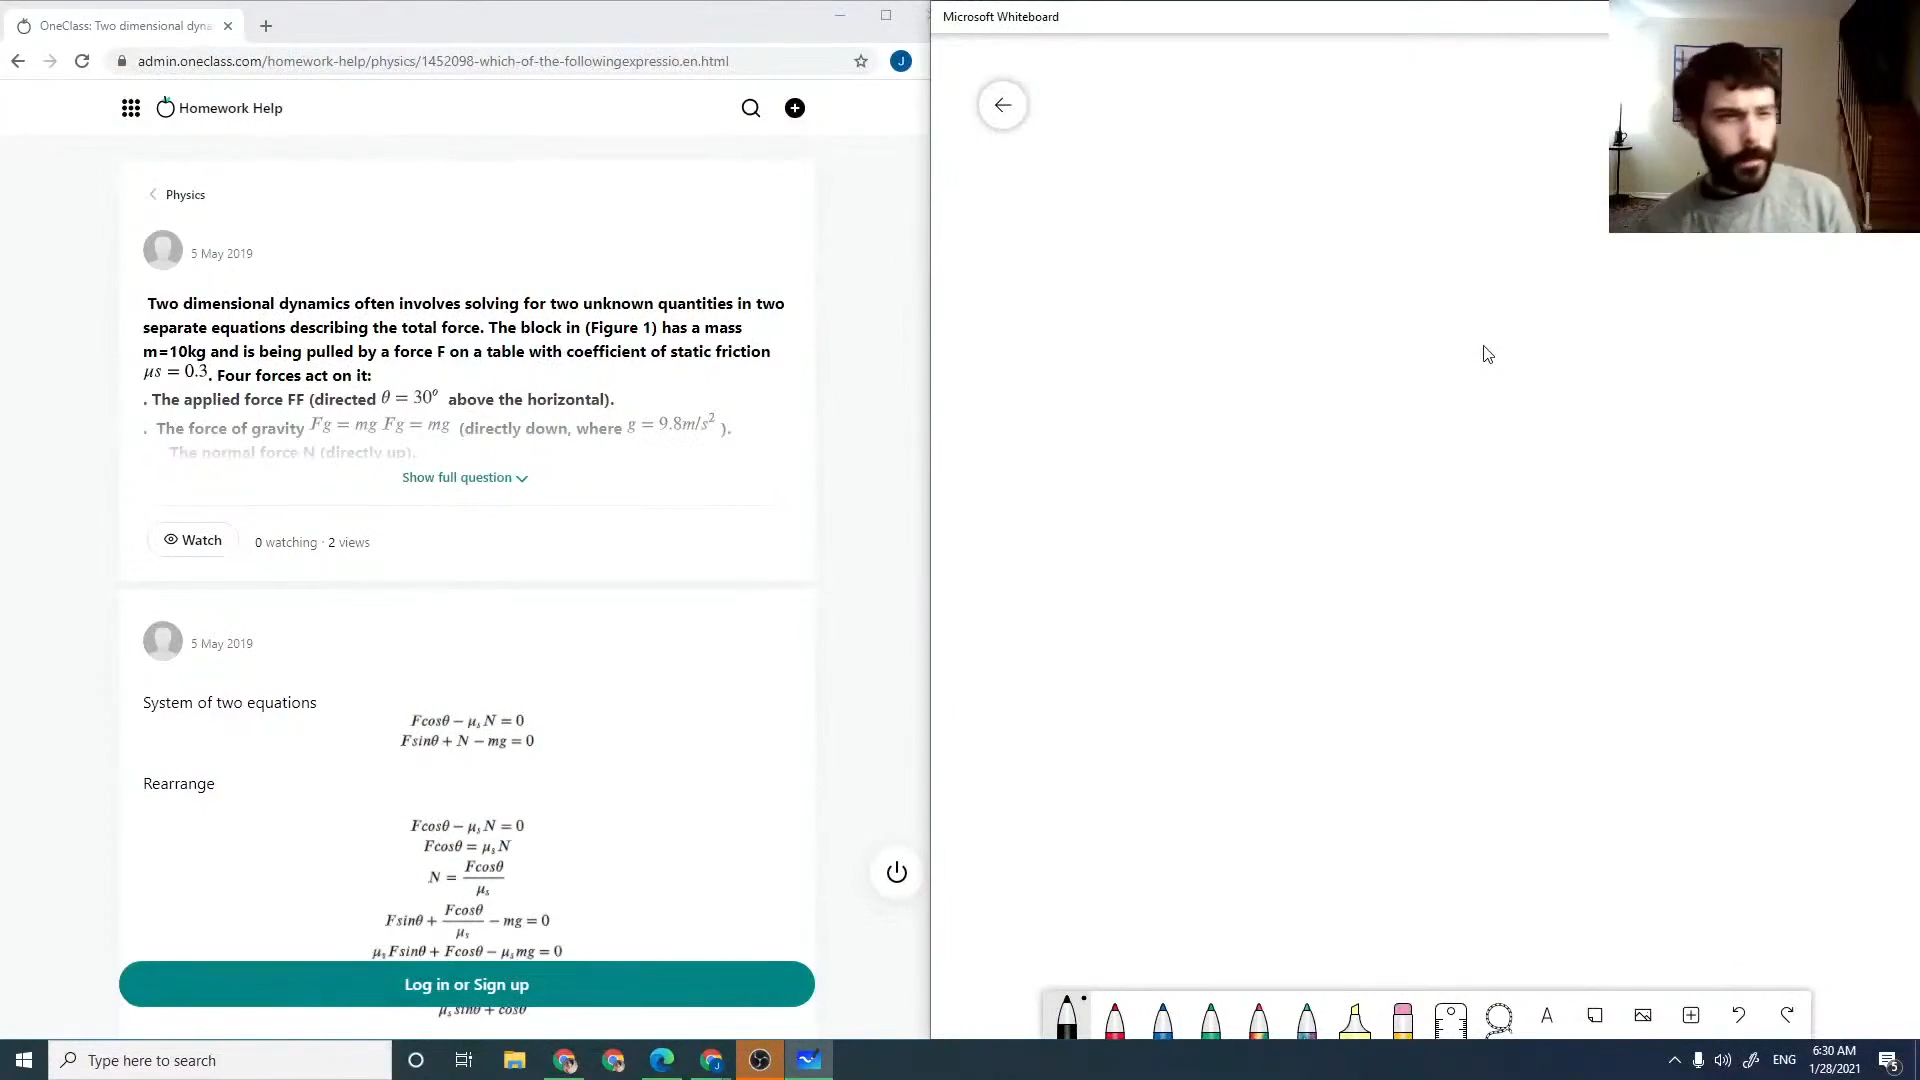 OneClass: Two dimensional dyna
Microsoft Whiteboard
admin.oneclass.com/homework-help/physics/1452098-which-of-the-followingexpressio.en.html
J
Homework Help
Physics
5 May 2019
Two dimensional dynamics often involves solving for two unknown quantities in two
separate equations describing the total force. The block in (Figure 1) has a mass
m=10kg and is being pulled by a force F on a table with coefficient of static friction
μs = 0.3. Four forces act on it:
. The applied force FF (directed θ = 30° above the horizontal).
. The force of gravity Fg = mg Fg = mg (directly down, where g = 9.8m/s² ).
The normal force N (directly up).
Show full question
Watch
0 watching · 2 views
5 May 2019
System of two equations
Fcosθ − μₛN = 0
Fsinθ + N − mg = 0
Rearrange
Fcosθ − μₛN = 0
Fcosθ = μₛN
N = Fcosθ / μₛ
Fsinθ + Fcosθ / μₛ − mg = 0
μₛFsinθ + Fcosθ − μₛmg = 0
Log in or Sign up
μₛsinθ + cosθ
Type here to search
ENG
6:30 AM
1/28/2021
5